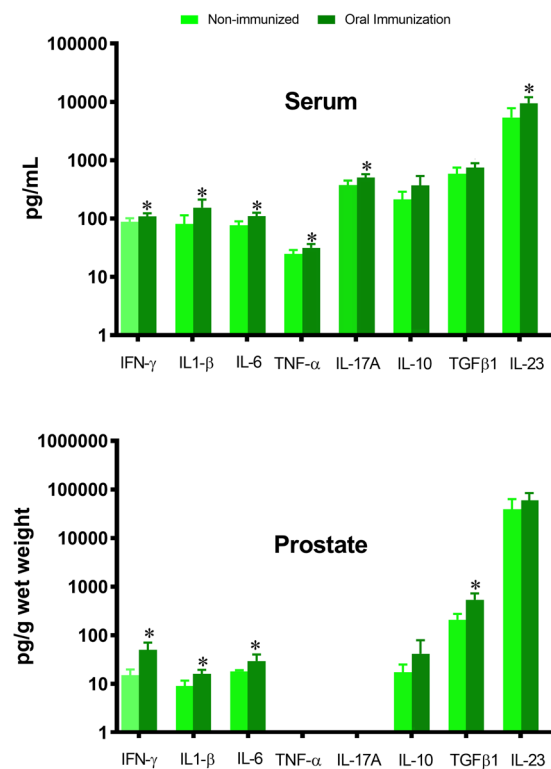 Non-immunized Oral Immunization
100000
10000
1000
100
10
1
pg/mL
Serum
* * * * * *
IFN-γ IL1-β IL-6 TNF-α IL-17A IL-10 TGFβ1 IL-23
1000000
100000
10000
1000
100
10
1
pg/g wet weight
Prostate
* * * *
IFN-γ IL1-β IL-6 TNF-α IL-17A IL-10 TGFβ1 IL-23